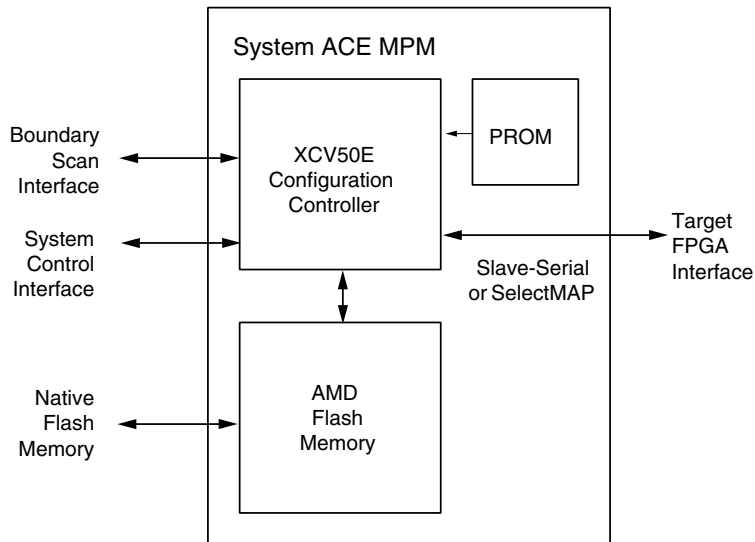 System ACE MPM
Boundary
Scan
Interface
XCV50E
Configuration
Controller
PROM
System
Control
Interface
Target
FPGA
Interface
Slave-Serial
or SelectMAP
Native
Flash
Memory
AMD
Flash
Memory